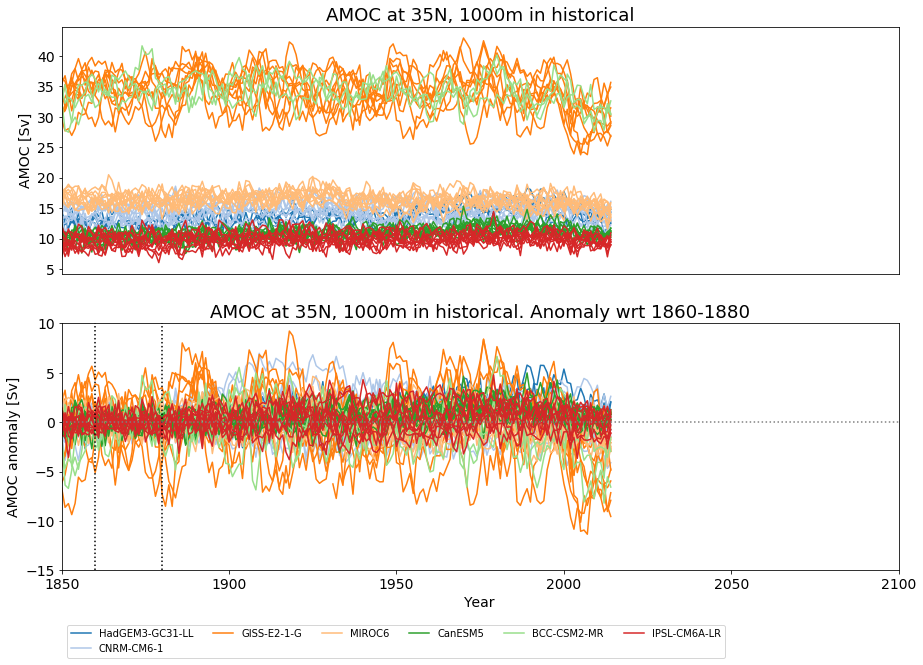 AMOC at 35N, 1000m in historical
AMOC [Sv]
40
35
30
25
20
15
10
5
AMOC at 35N, 1000m in historical. Anomaly wrt 1860-1880
AMOC anomaly [Sv]
10
5
0
−5
−10
−15
1850 1900 1950 2000 2050 2100
Year
HadGEM3-GC31-LL GISS-E2-1-G MIROC6 CanESM5 BCC-CSM2-MR IPSL-CM6A-LR
CNRM-CM6-1